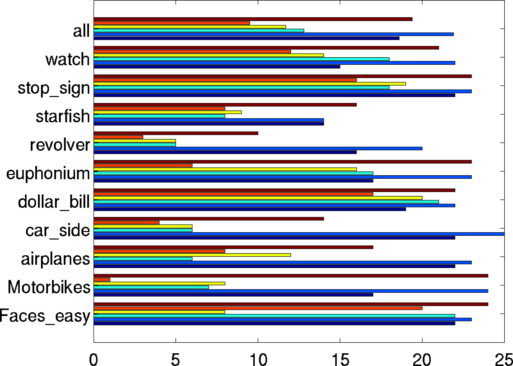 all
watch
stop_sign
starfish
revolver
euphonium
dollar_bill
car_side
airplanes
Motorbikes
Faces_easy
0 5 10 15 20 25